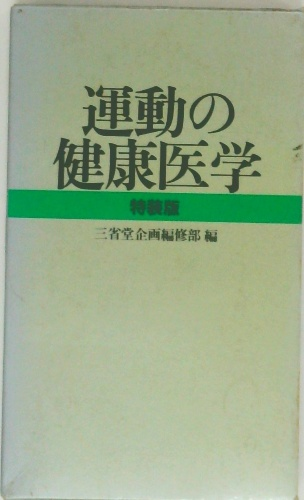 運動の
健康医学
特装版
三省堂企画編修部 編